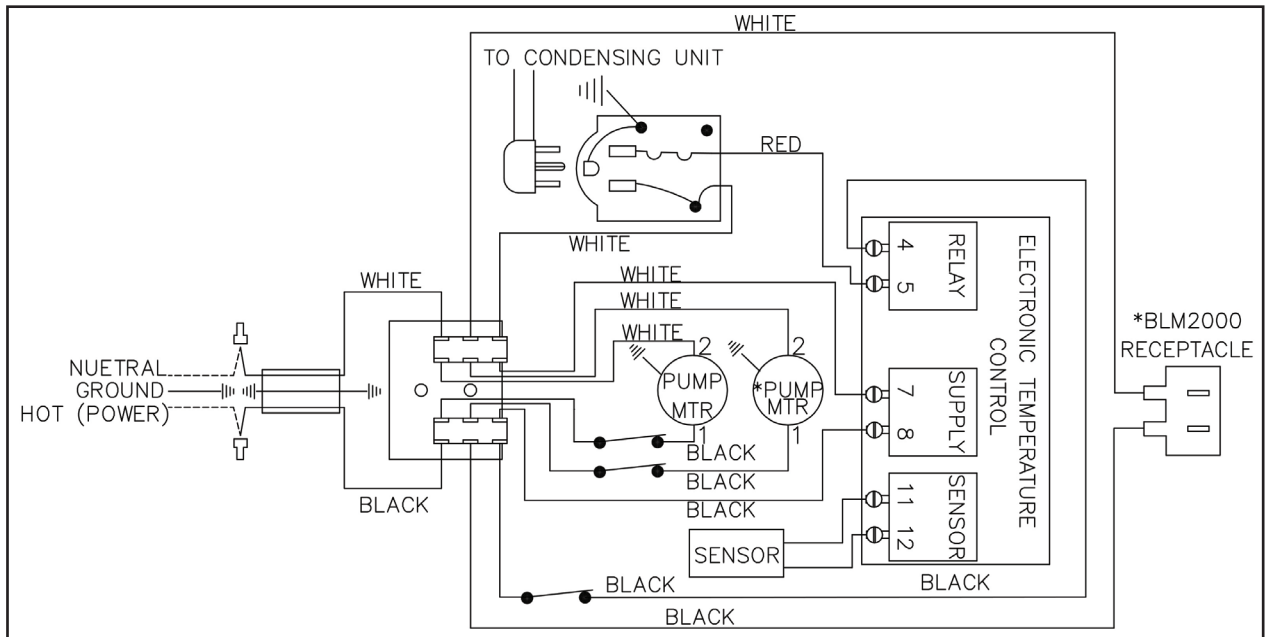 WHITE
TO CONDENSING UNIT
RED
WHITE
WHITE
WHITE
WHITE
WHITE
NUETRAL
GROUND
HOT (POWER)
BLACK
2
PUMP
MTR
1
2
*PUMP
MTR
1
BLACK
BLACK
BLACK
4
5
RELAY
7
8
SUPPLY
11
12
SENSOR
ELECTRONIC TEMPERATURE
CONTROL
*BLM2000
RECEPTACLE
SENSOR
BLACK
BLACK
BLACK